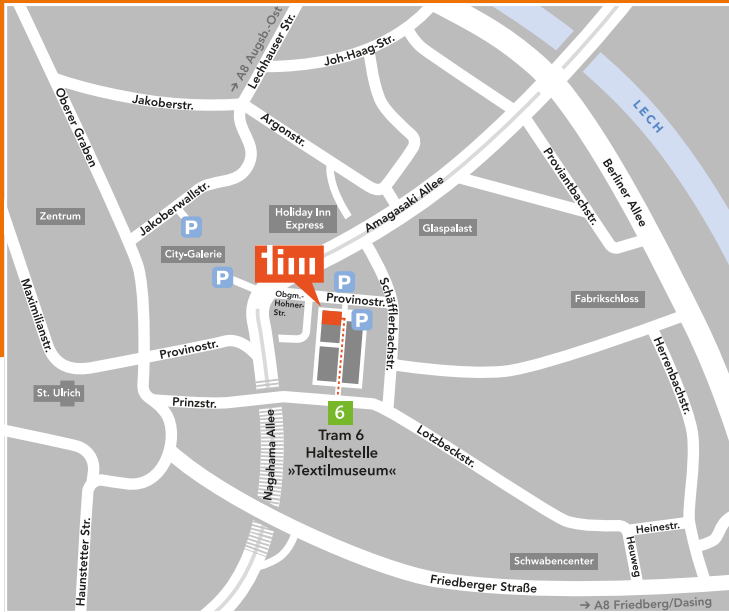 → A8 Augsb.-Ost
Lechhauser Str.
Joh-Haag-Str.
Jakoberstr.
Argonstr.
Oberer Graben
LECH
Berliner Allee
Proviantbachstr.
Amagasaki Allee
Jakoberwallstr.
Zentrum
P
Holiday Inn
Express
Glaspalast
City-Galerie
tim
P
P
Obgm.-
Hohner-
Str.
Provinostr.
P
Schäfflerbachstr.
Fabrikschloss
Maximilianstr.
Provinostr.
Herrenbachstr.
St. Ulrich
Prinzstr.
6
Tram 6
Haltestelle
»Textilmuseum«
Nagahama Allee
Lotzbeckstr.
Haunstetter Str.
Heinestr.
Heuweg
Schwabencenter
Friedberger Straße
→ A8 Friedberg/Dasing